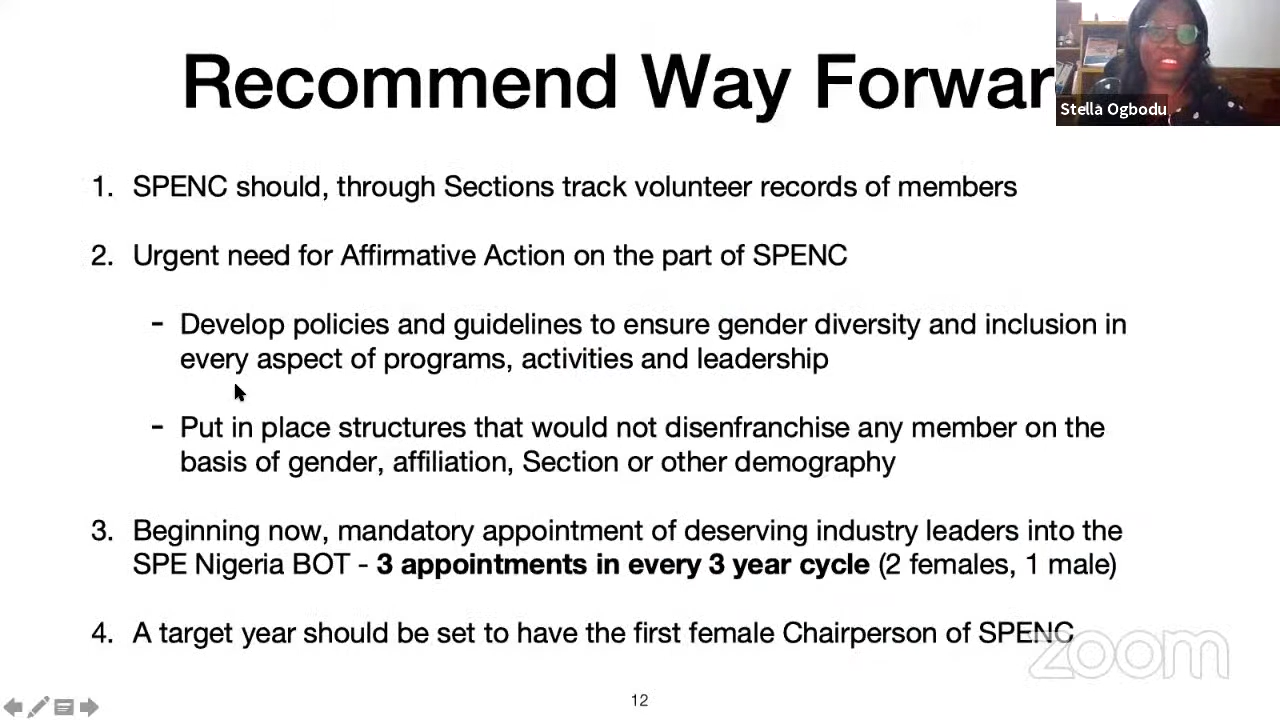 Recommend Way Forwar
Stella Ogbodu
1. SPENC should, through Sections track volunteer records of members
2. Urgent need for Affirmative Action on the part of SPENC
- Develop policies and guidelines to ensure gender diversity and inclusion in
every aspect of programs, activities and leadership
- Put in place structures that would not disenfranchise any member on the
basis of gender, affiliation, Section or other demography
3. Beginning now, mandatory appointment of deserving industry leaders into the
SPE Nigeria BOT - 3 appointments in every 3 year cycle (2 females, 1 male)
4. A target year should be set to have the first female Chairperson of SPENC
zoom
12